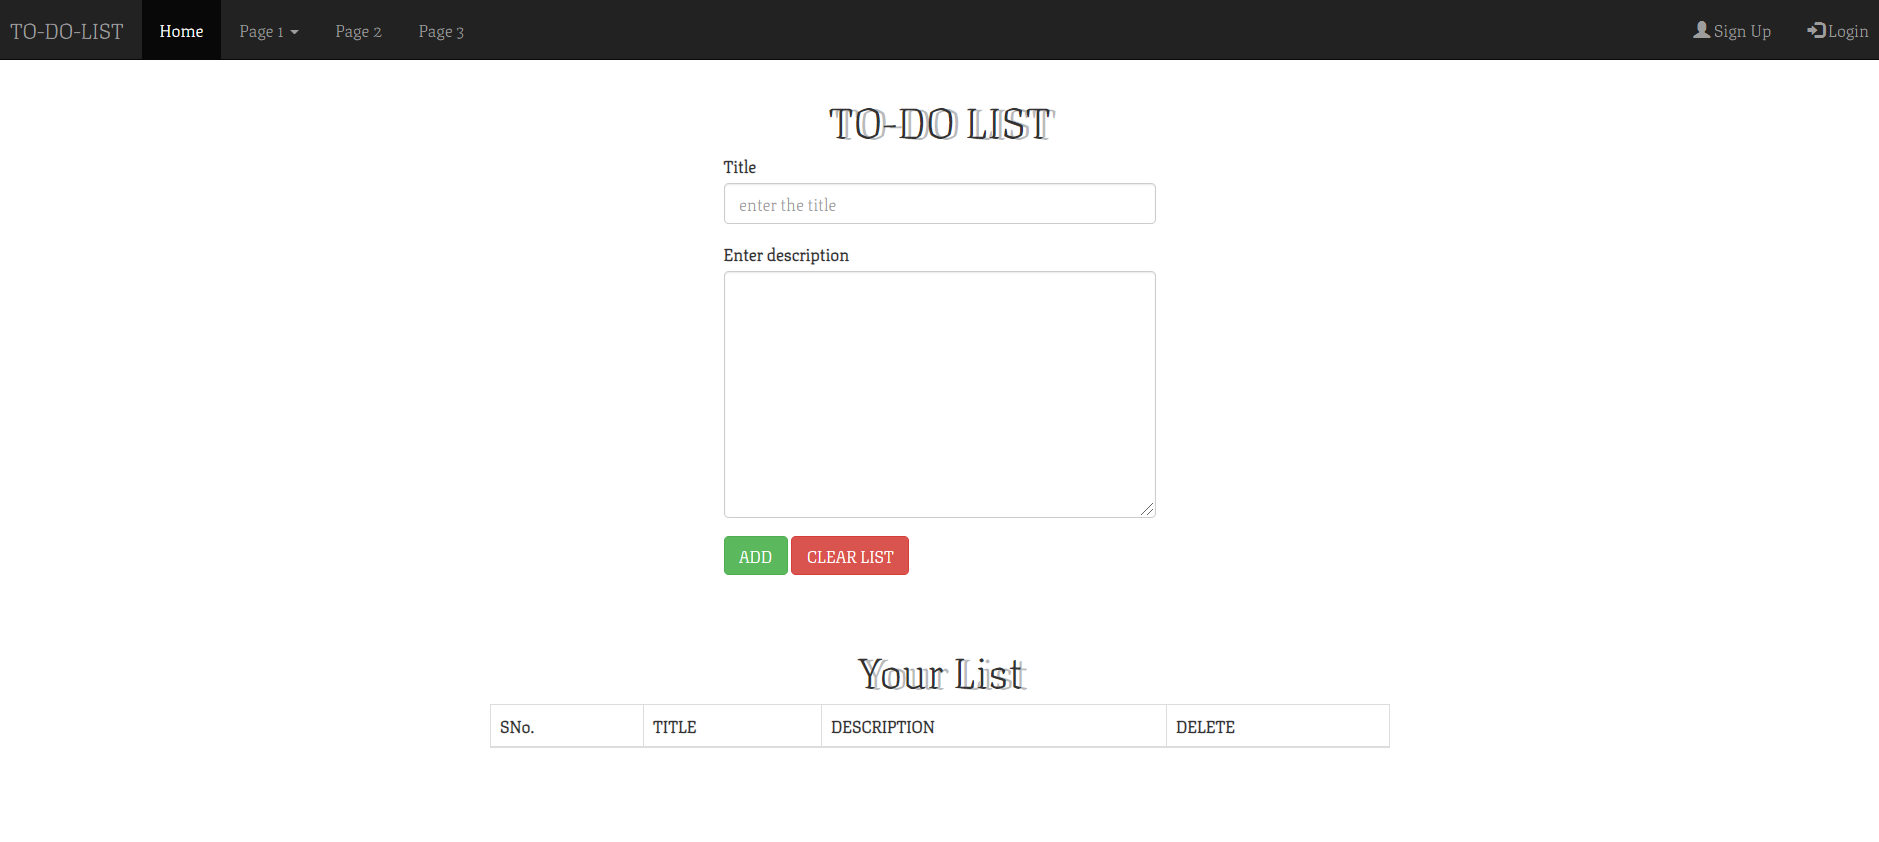 TO-DO-LIST Home Page 1 Page 2 Page 3 Sign Up Login
TO-DO LIST
Title
enter the title
Enter description
ADD CLEAR LIST
Your List
SNo. TITLE DESCRIPTION DELETE